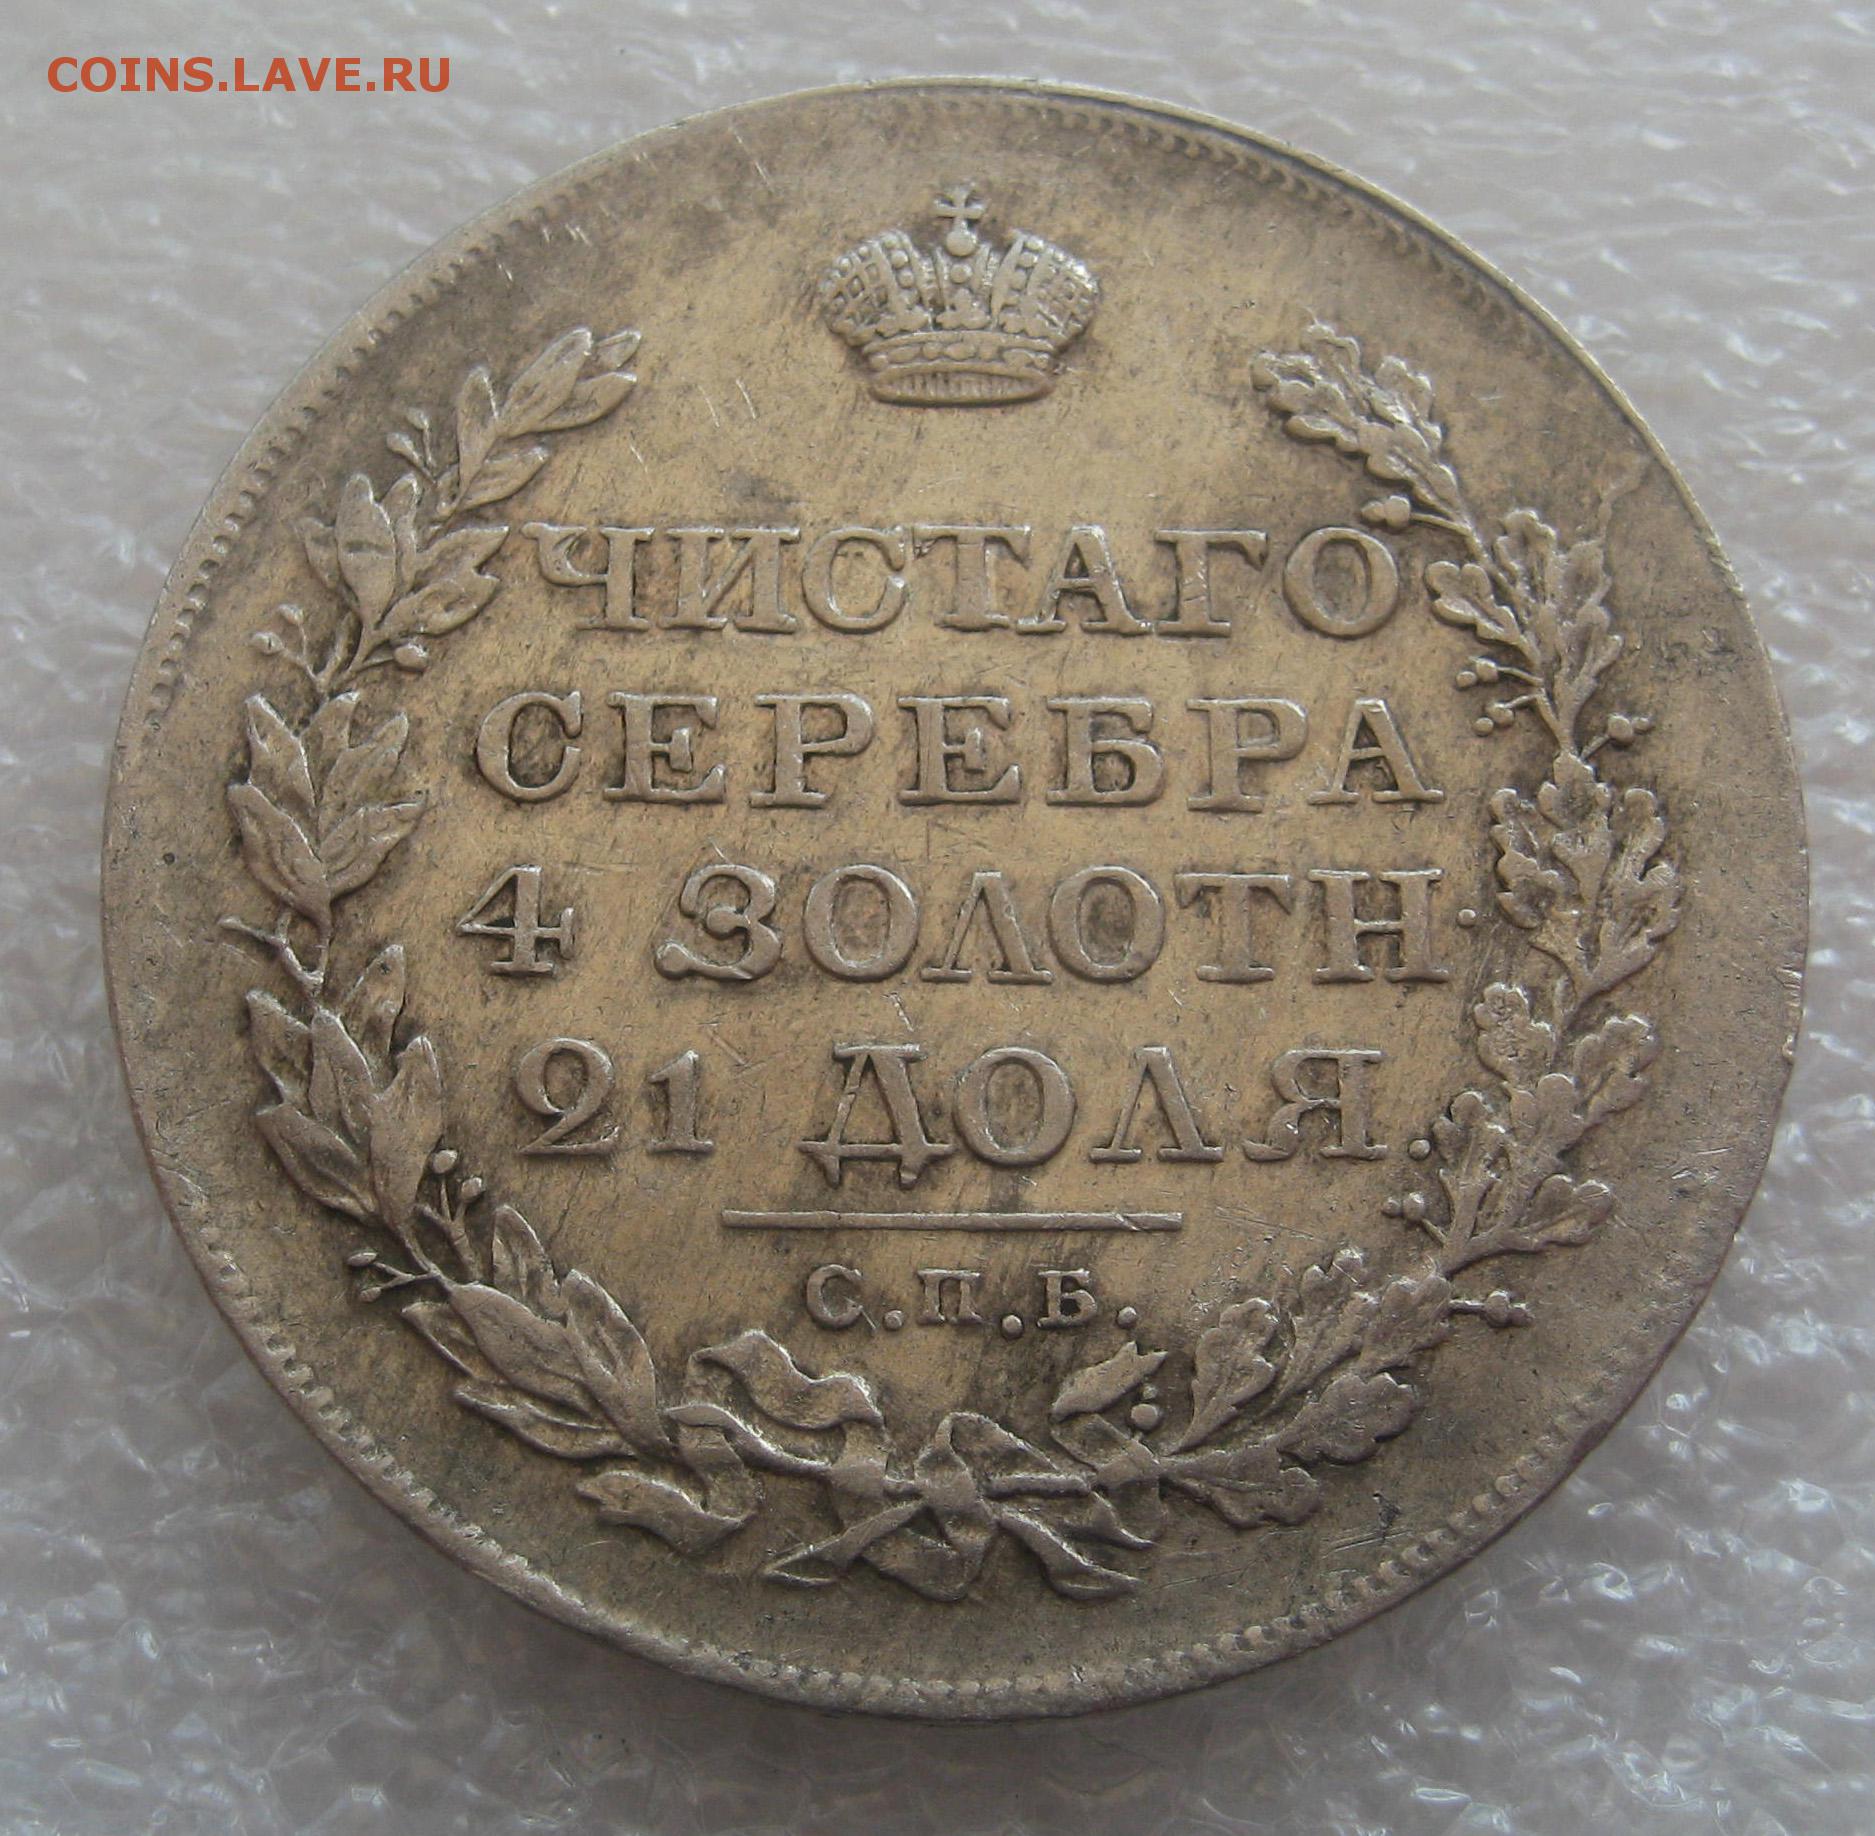 COINS.LAVE.RU
ЧИСТАГО
СЕРЕБРА
4 ЗОЛОТН.
21 ДОЛЯ.
С.П.Б.